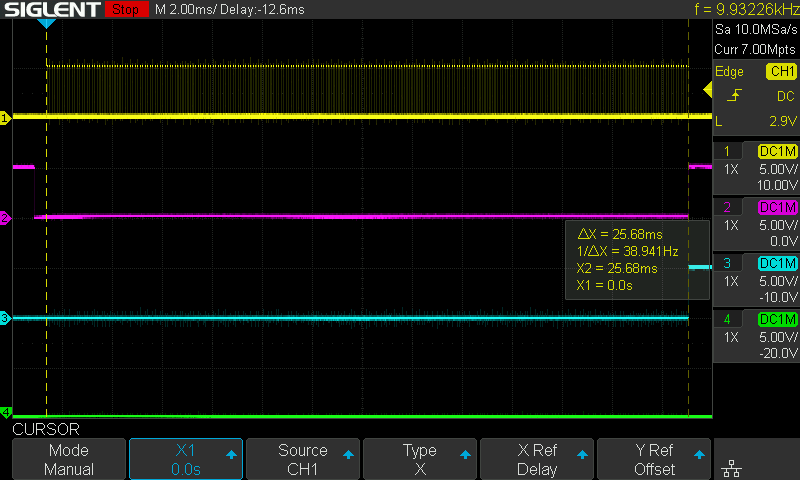 SIGLENT Stop M 2.00ms/ Delay:-12.6ms f = 9.93226kHz
Sa 10.0MSa/s
Curr 7.00Mpts
Edge CH1
DC
L 2.9V
1 DC1M
1X 5.00V/
10.00V
2 DC1M
1X 5.00V/
0.0V
3 DC1M
1X 5.00V/
-10.0V
4 DC1M
1X 5.00V/
-20.0V
1
2
3
4
ΔX = 25.68ms
1/ΔX = 38.941Hz
X2 = 25.68ms
X1 = 0.0s
CURSOR
Mode X1 Source Type X Ref Y Ref
Manual 0.0s CH1 X Delay Offset